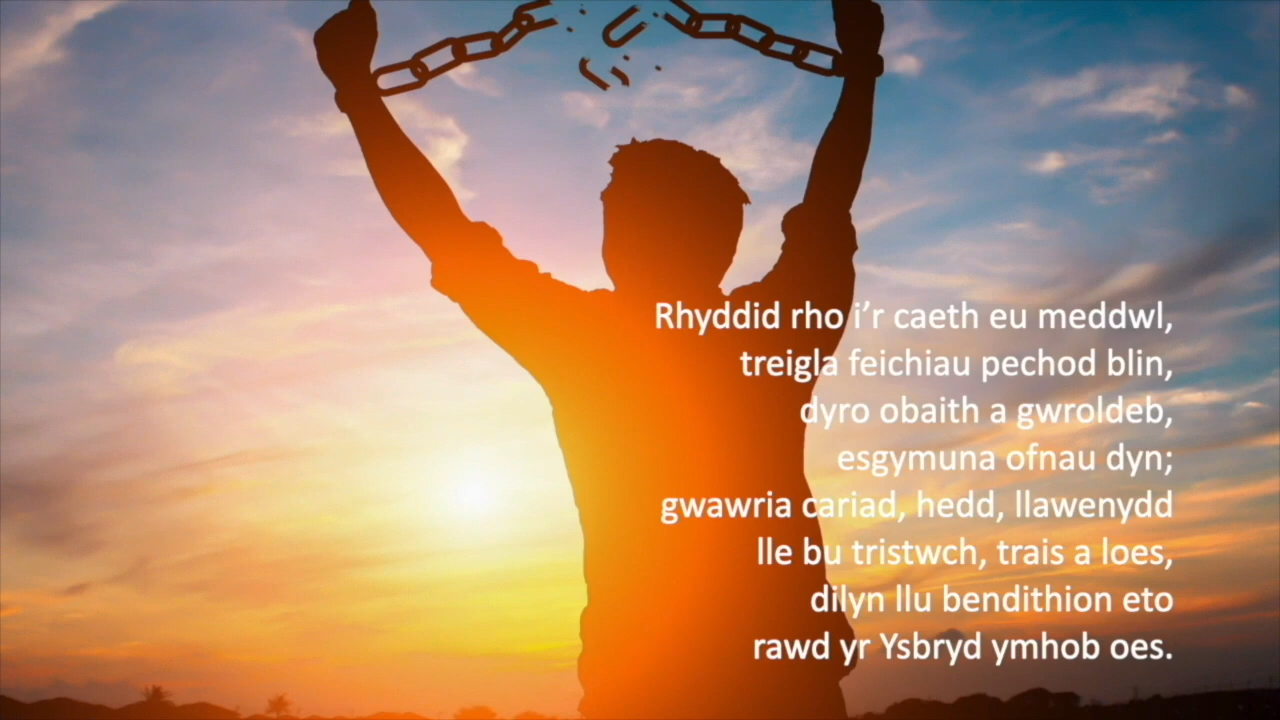 Rhyddid rho i’r caeth eu meddwl,
treigla feichiau pechod blin,
dyro obaith a gwroldeb,
esgymuna ofnau dyn;
gwawria cariad, hedd, llawenydd
lle bu tristwch, trais a loes,
dilyn llu bendithion eto
rawd yr Ysbryd ymhob oes.